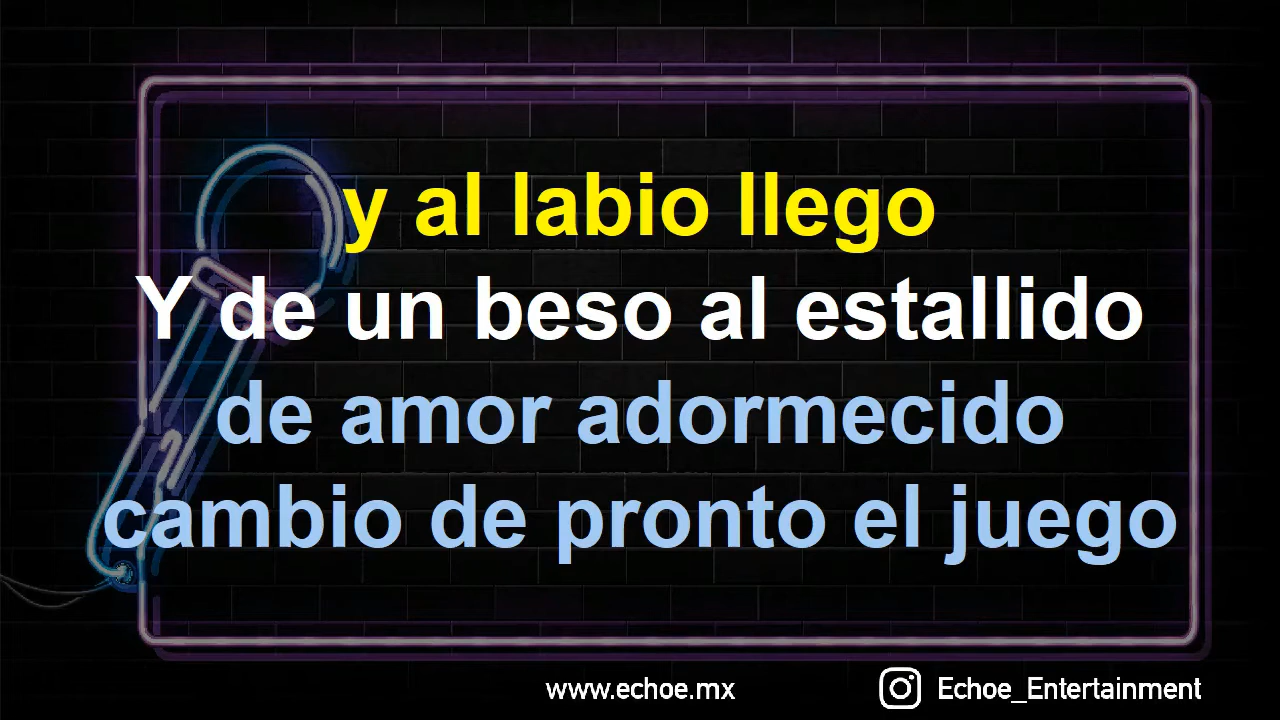 y al labio llego
Y de un beso al estallido
de amor adormecido
cambio de pronto el juego
www.echoe.mx
Echoe_Entertainment